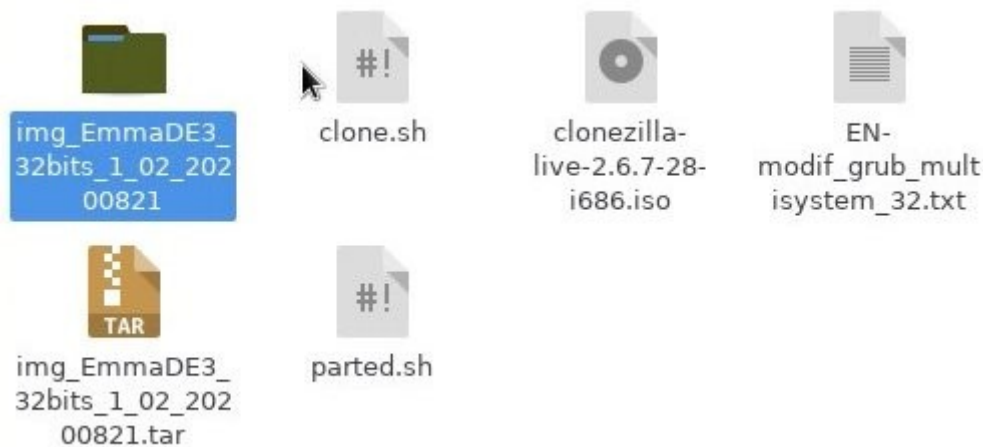 #!
#!
img_EmmaDE3_
32bits_1_02_202
00821
clone.sh
clonezilla-
live-2.6.7-28-
i686.iso
EN-
modif_grub_mult
isystem_32.txt
TAR
#!
img_EmmaDE3_
32bits_1_02_202
00821.tar
parted.sh